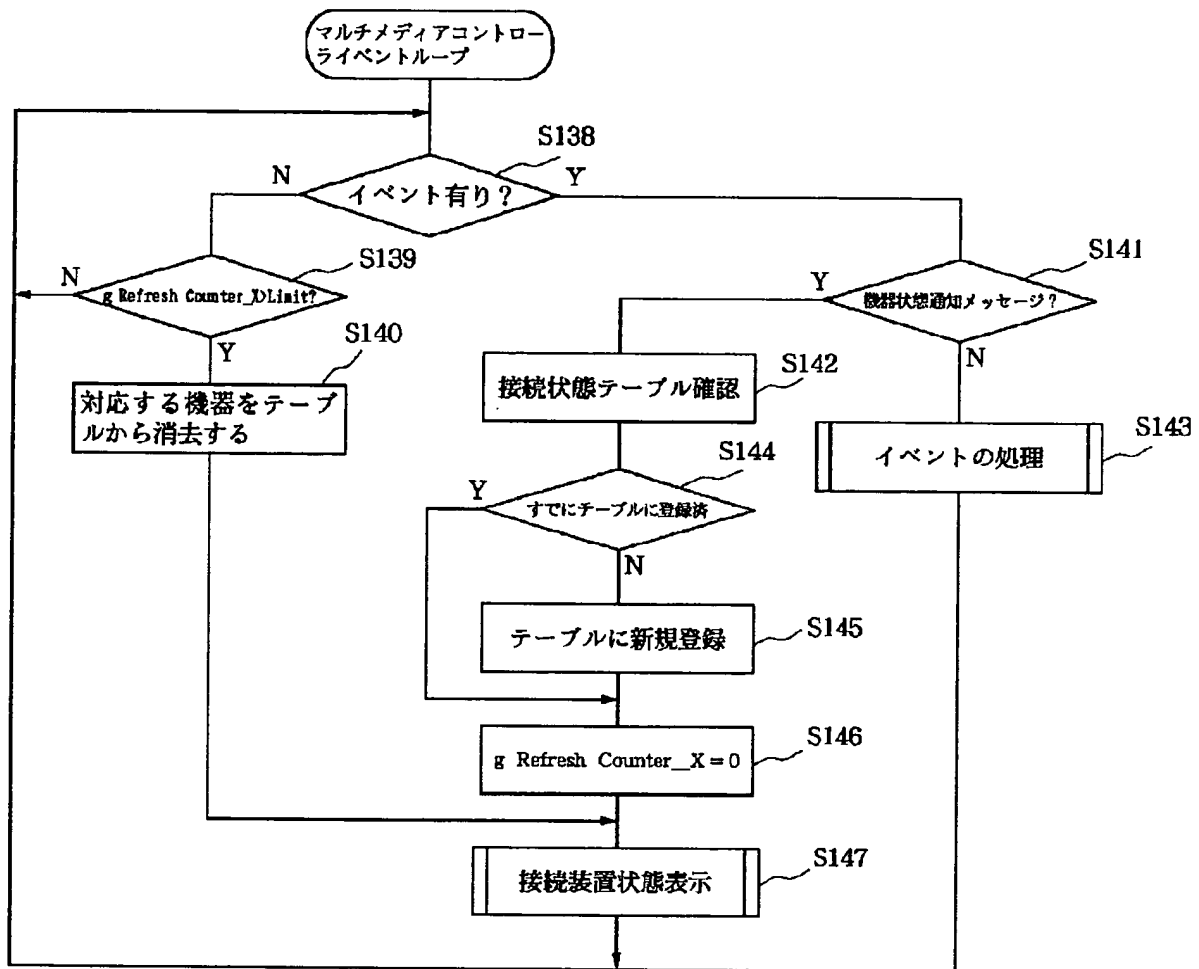 マルチメディアコントロー
ライベントループ
S138
N
イベント有り？
Y
S139
N
g Refresh Counter_X>Limit?
Y
S141
Y
機器状態通知メッセージ？
N
S140
対応する機器をテーブ
ルから消去する
S142
接続状態テーブル確認
S143
イベントの処理
S144
Y
すでにテーブルに登録済
N
S145
テーブルに新規登録
S146
g Refresh Counter_X=0
S147
接続装置状態表示